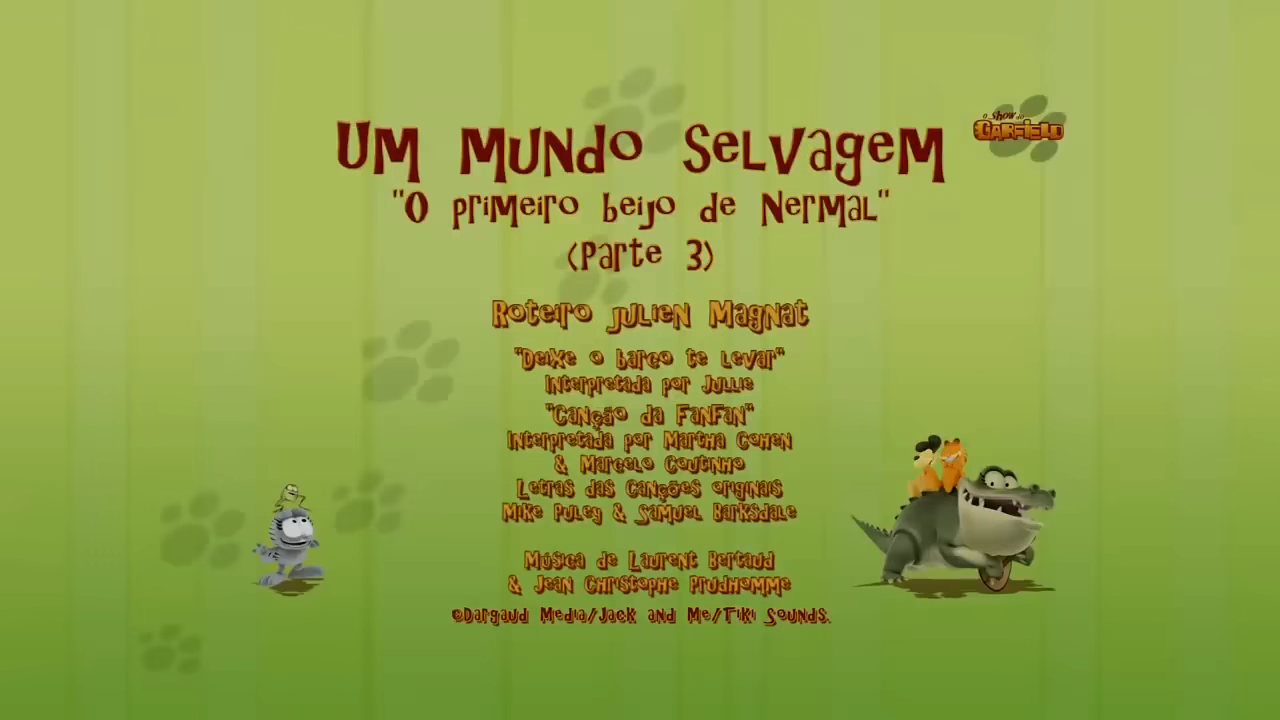 Um Mundo Selvagem
O Show do
GARFIELD
"O primeiro beijo de Nermal"
(Parte 3)
Roteiro Julien Magnat
"Deixe o barco te levar"
Interpretada por Jullie
"Canção da FanFan"
Interpretada por Martha Cohen
& Marcelo Coutinho
Letras das Canções originais
Mike Puley & Samuel Barksdale
Música de Laurent Bertaud
& Jean Christophe Prudhomme
©Dargaud Media/Jack and Me/Tiki Sounds.